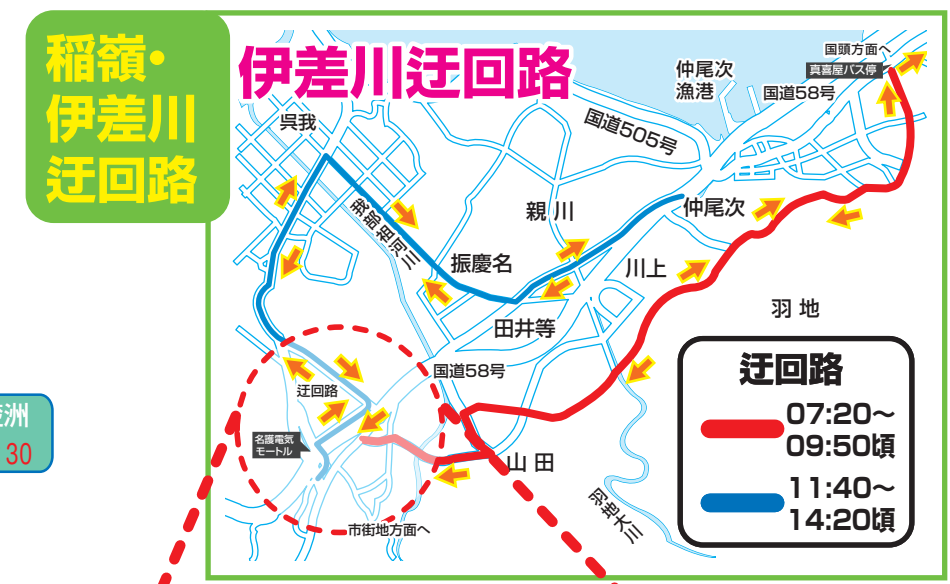 稲嶺・
伊差川
迂回路
伊差川迂回路
国頭方面へ
真喜屋バス停
仲尾次
漁港
国道58号
呉我
国道505号
我部祖河川
親川
仲尾次
振慶名
川上
田井等
羽地
国道58号
迂回路
名護電気
モートル
山田
羽地大川
市街地方面へ
迂回路
07:20〜
09:50頃
11:40〜
14:20頃
洲
30